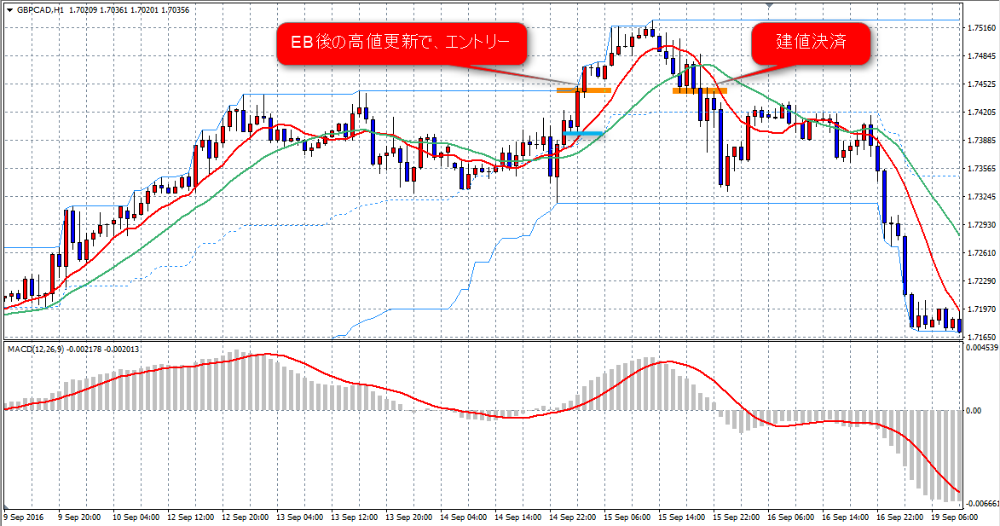 GBPCAD,H1 1.70209 1.70361 1.70201 1.70356
EB後の高値更新で、エントリー
建値決済
1.75160
1.74845
1.74525
1.74205
1.73885
1.73565
1.73245
1.72930
1.72610
1.72290
1.71970
1.71650
MACD(12,26,9) -0.002178 -0.002013
0.004539
0.00
-0.006661
9 Sep 2016
9 Sep 20:00
10 Sep 04:00
12 Sep 12:00
12 Sep 20:00
13 Sep 04:00
13 Sep 12:00
13 Sep 20:00
14 Sep 04:00
14 Sep 14:00
14 Sep 22:00
15 Sep 06:00
15 Sep 14:00
15 Sep 22:00
16 Sep 06:00
16 Sep 14:00
16 Sep 22:00
19 Sep 06:00